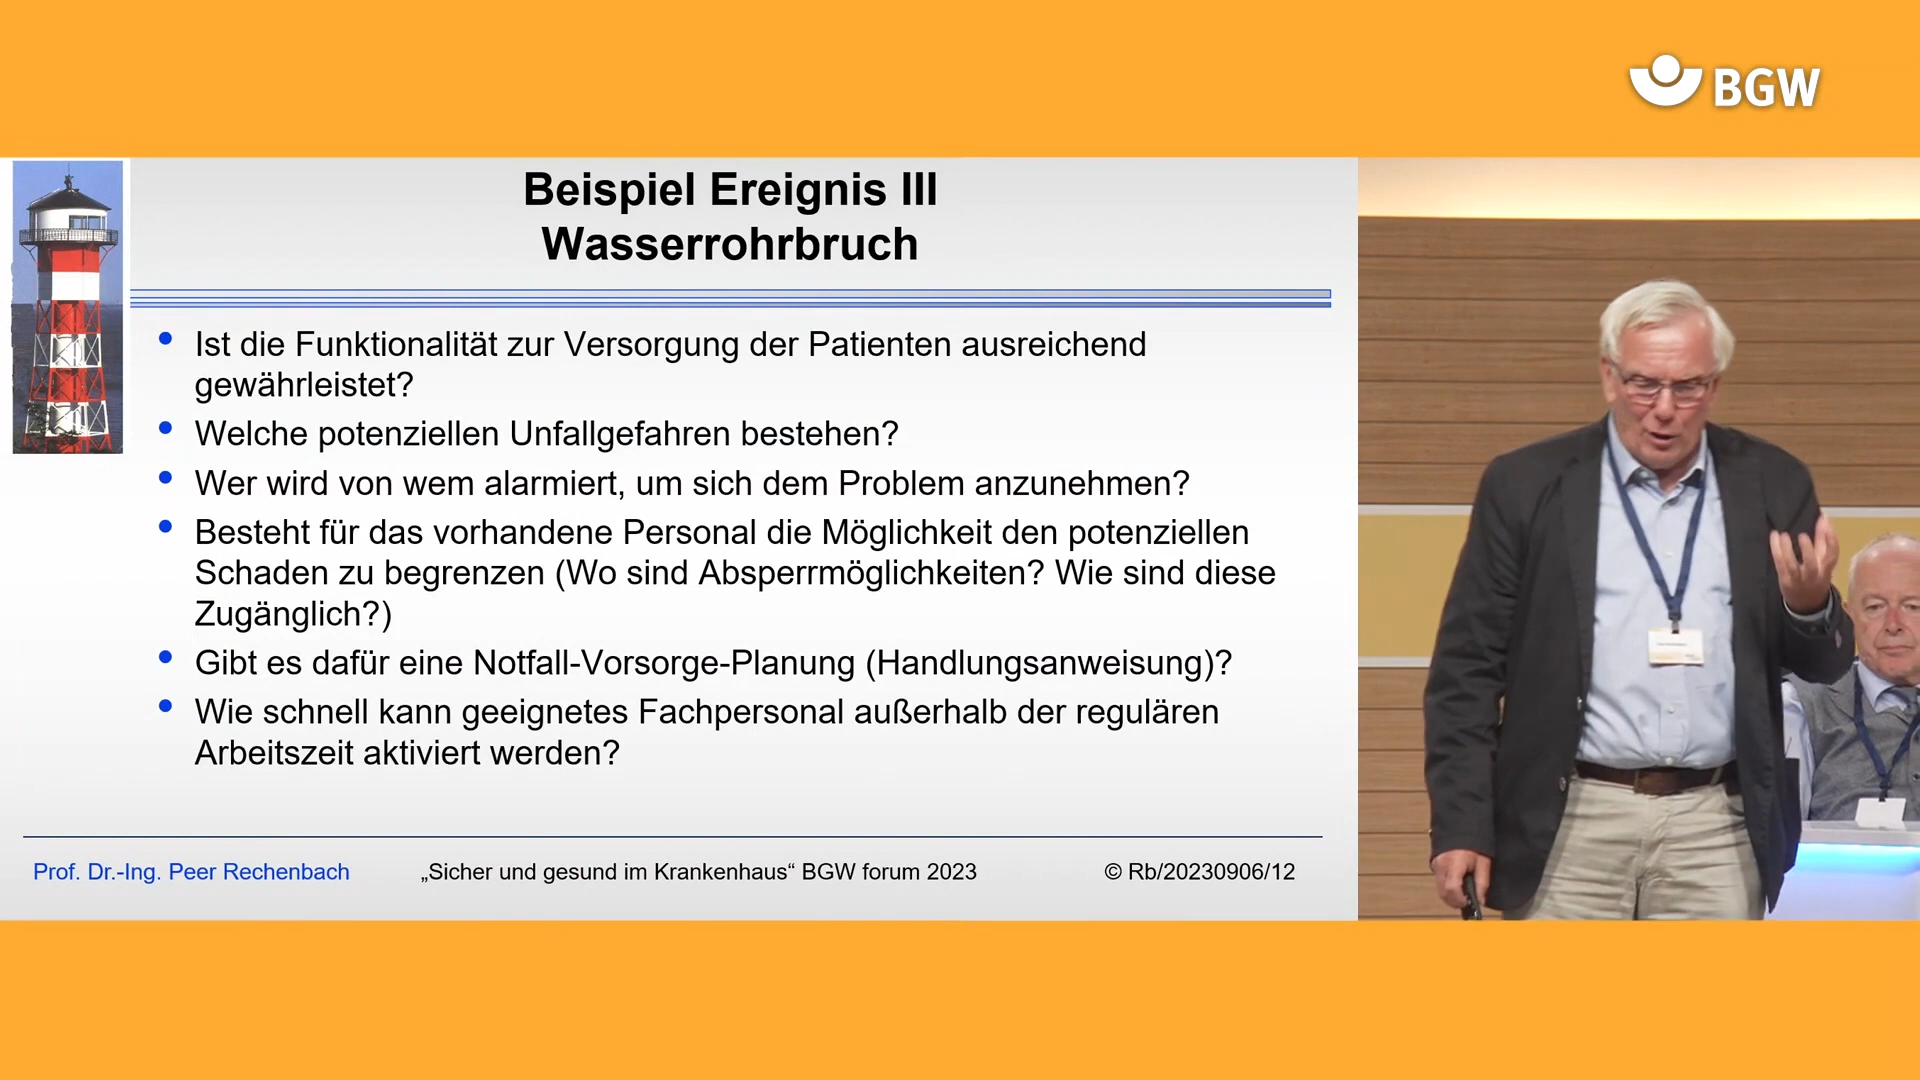 BGW
Beispiel Ereignis III
Wasserrohrbruch
Ist die Funktionalität zur Versorgung der Patienten ausreichend
gewährleistet?
Welche potenziellen Unfallgefahren bestehen?
Wer wird von wem alarmiert, um sich dem Problem anzunehmen?
Besteht für das vorhandene Personal die Möglichkeit den potenziellen
Schaden zu begrenzen (Wo sind Absperrmöglichkeiten? Wie sind diese
Zugänglich?)
Gibt es dafür eine Notfall-Vorsorge-Planung (Handlungsanweisung)?
Wie schnell kann geeignetes Fachpersonal außerhalb der regulären
Arbeitszeit aktiviert werden?
Prof. Dr.-Ing. Peer Rechenbach
„Sicher und gesund im Krankenhaus“ BGW forum 2023
© Rb/20230906/12